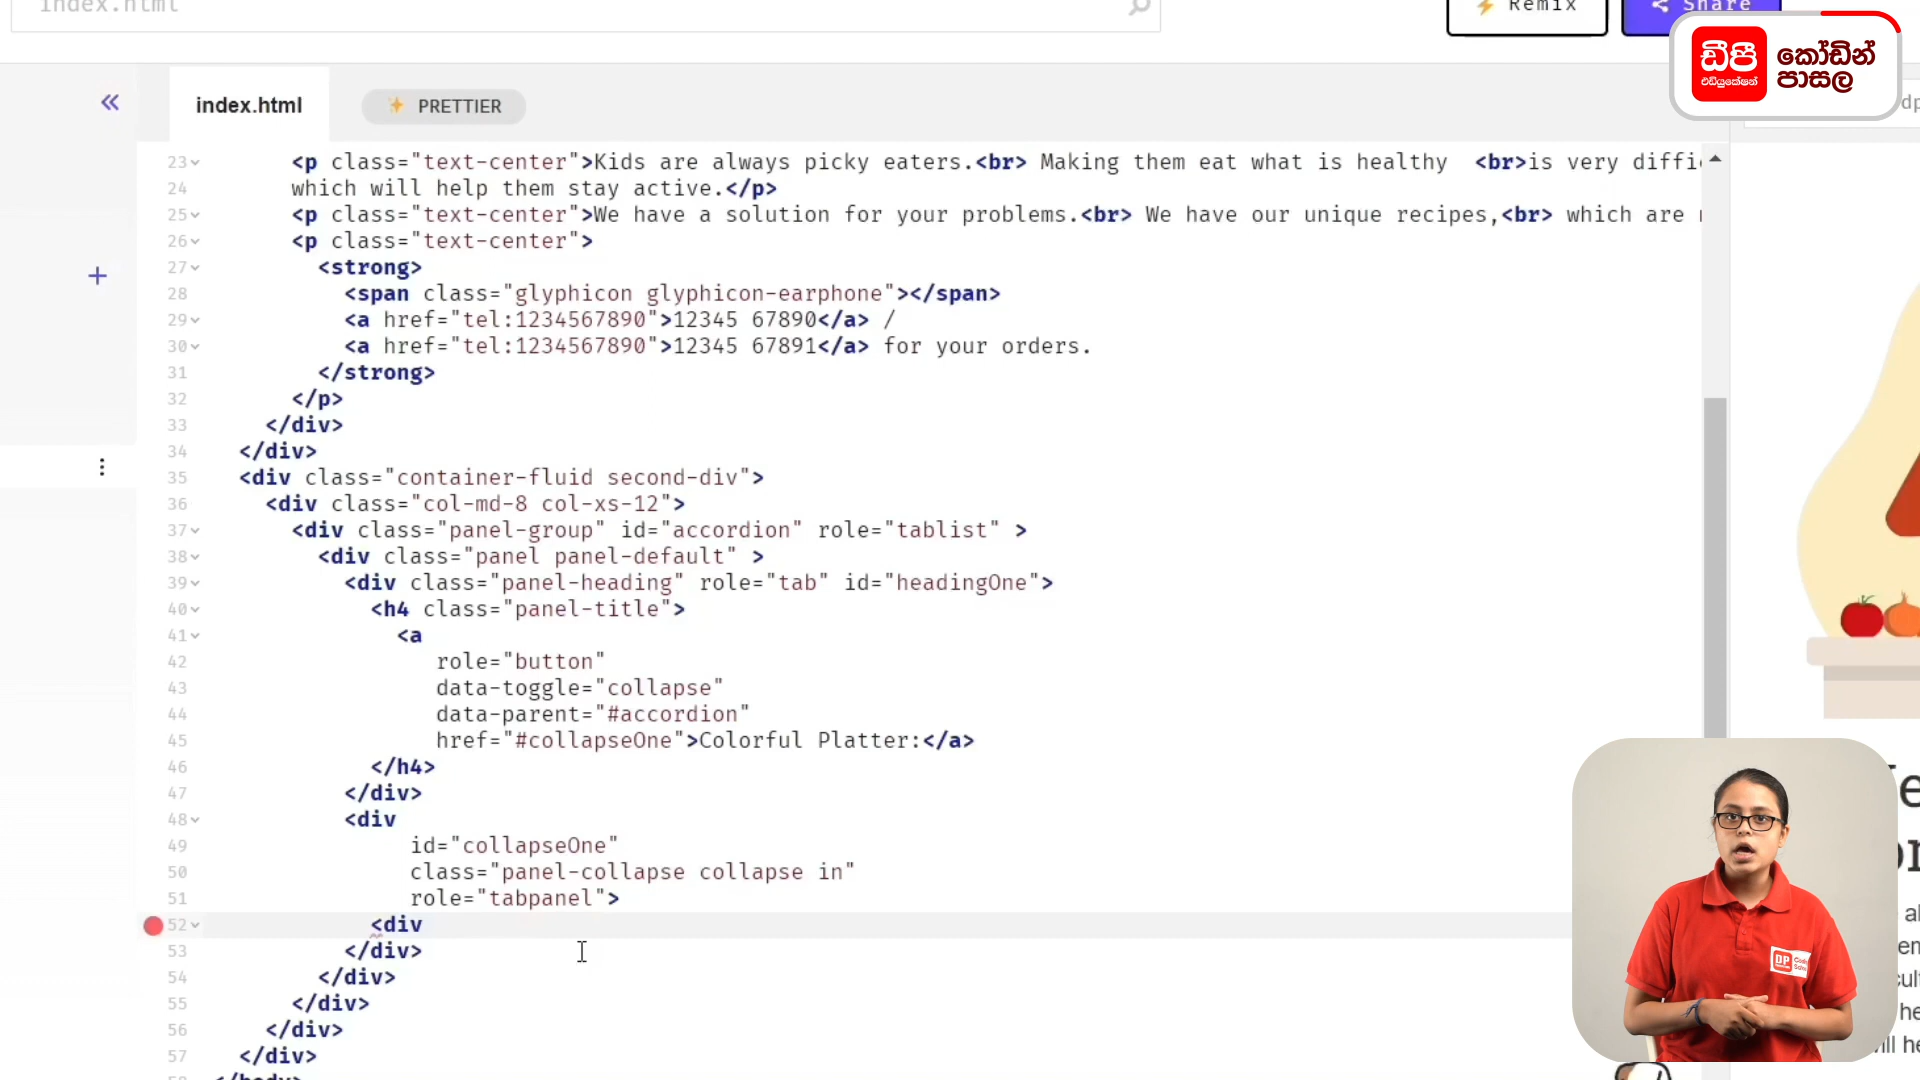 index.html
Remix
Share
ඩීපී
එඩියුකේෂන්
කෝඩින්
පාසල
index.html
PRETTIER
dp
23 <p class="text-center">Kids are always picky eaters.<br> Making them eat what is healthy <br>is very diffi
24 which will help them stay active.</p>
25 <p class="text-center">We have a solution for your problems.<br> We have our unique recipes,<br> which are
26 <p class="text-center">
27 <strong>
28 <span class="glyphicon glyphicon-earphone"></span>
29 <a href="tel:1234567890">12345 67890</a> /
30 <a href="tel:1234567890">12345 67891</a> for your orders.
31 </strong>
32 </p>
33 </div>
34 </div>
35 <div class="container-fluid second-div">
36 <div class="col-md-8 col-xs-12">
37 <div class="panel-group" id="accordion" role="tablist" >
38 <div class="panel panel-default" >
39 <div class="panel-heading" role="tab" id="headingOne">
40 <h4 class="panel-title">
41 <a
42 role="button"
43 data-toggle="collapse"
44 data-parent="#accordion"
45 href="#collapseOne">Colorful Platter:</a>
46 </h4>
47 </div>
48 <div
49 id="collapseOne"
50 class="panel-collapse collapse in"
51 role="tabpanel">
52 <div
53 </div>
54 </div>
55 </div>
56 </div>
57 </div>
</body>
DP